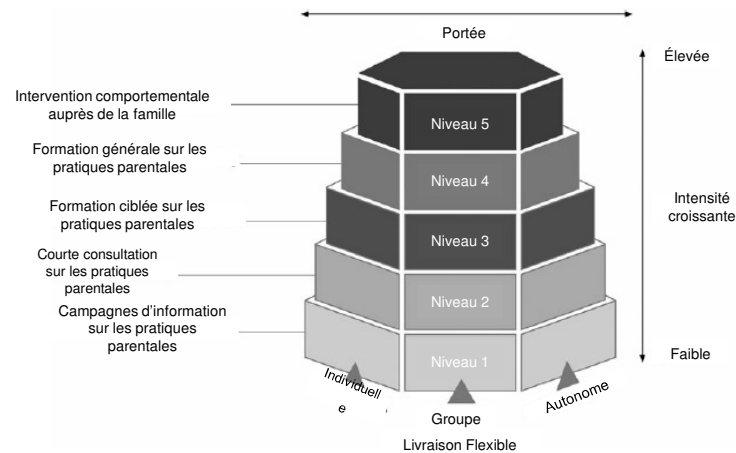 Portée
Élevée
Intervention comportementale
auprès de la famille
Niveau 5
Formation générale sur les
pratiques parentales
Niveau 4
Intensité
croissante
Formation ciblée sur les
pratiques parentales
Niveau 3
Courte consultation
sur les pratiques
parentales
Niveau 2
Campagnes d'information
sur les pratiques
parentales
Niveau 1
Faible
Individuell
e
Groupe
Autonome
Livraison Flexible